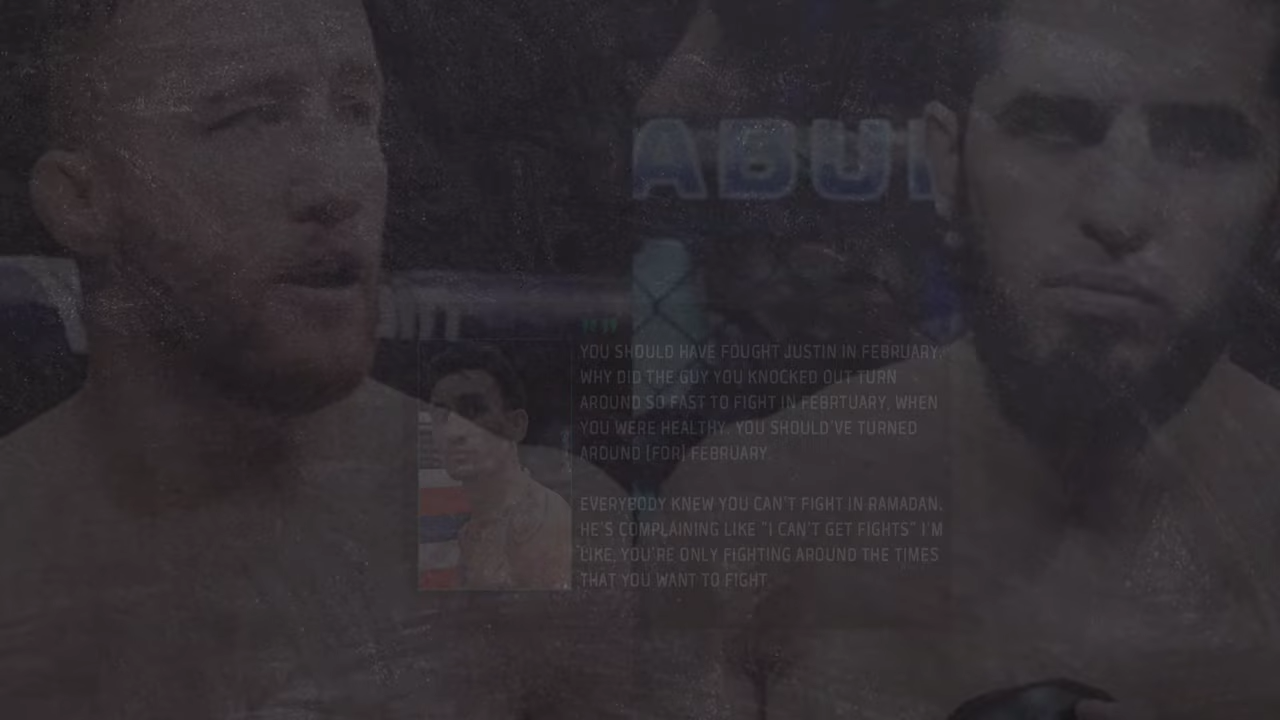 ABU
""
YOU SHOULD HAVE FOUGHT JUSTIN IN FEBRUARY,
WHY DID THE GUY YOU KNOCKED OUT TURN
AROUND SO FAST TO FIGHT IN FEBRTUARY, WHEN
YOU WERE HEALTHY. YOU SHOULD'VE TURNED
AROUND [FOR] FEBRUARY.
EVERYBODY KNEW YOU CAN'T FIGHT IN RAMADAN.
HE'S COMPLAINING LIKE "I CAN'T GET FIGHTS" I'M
LIKE, YOU'RE ONLY FIGHTING AROUND THE TIMES
THAT YOU WANT TO FIGHT.